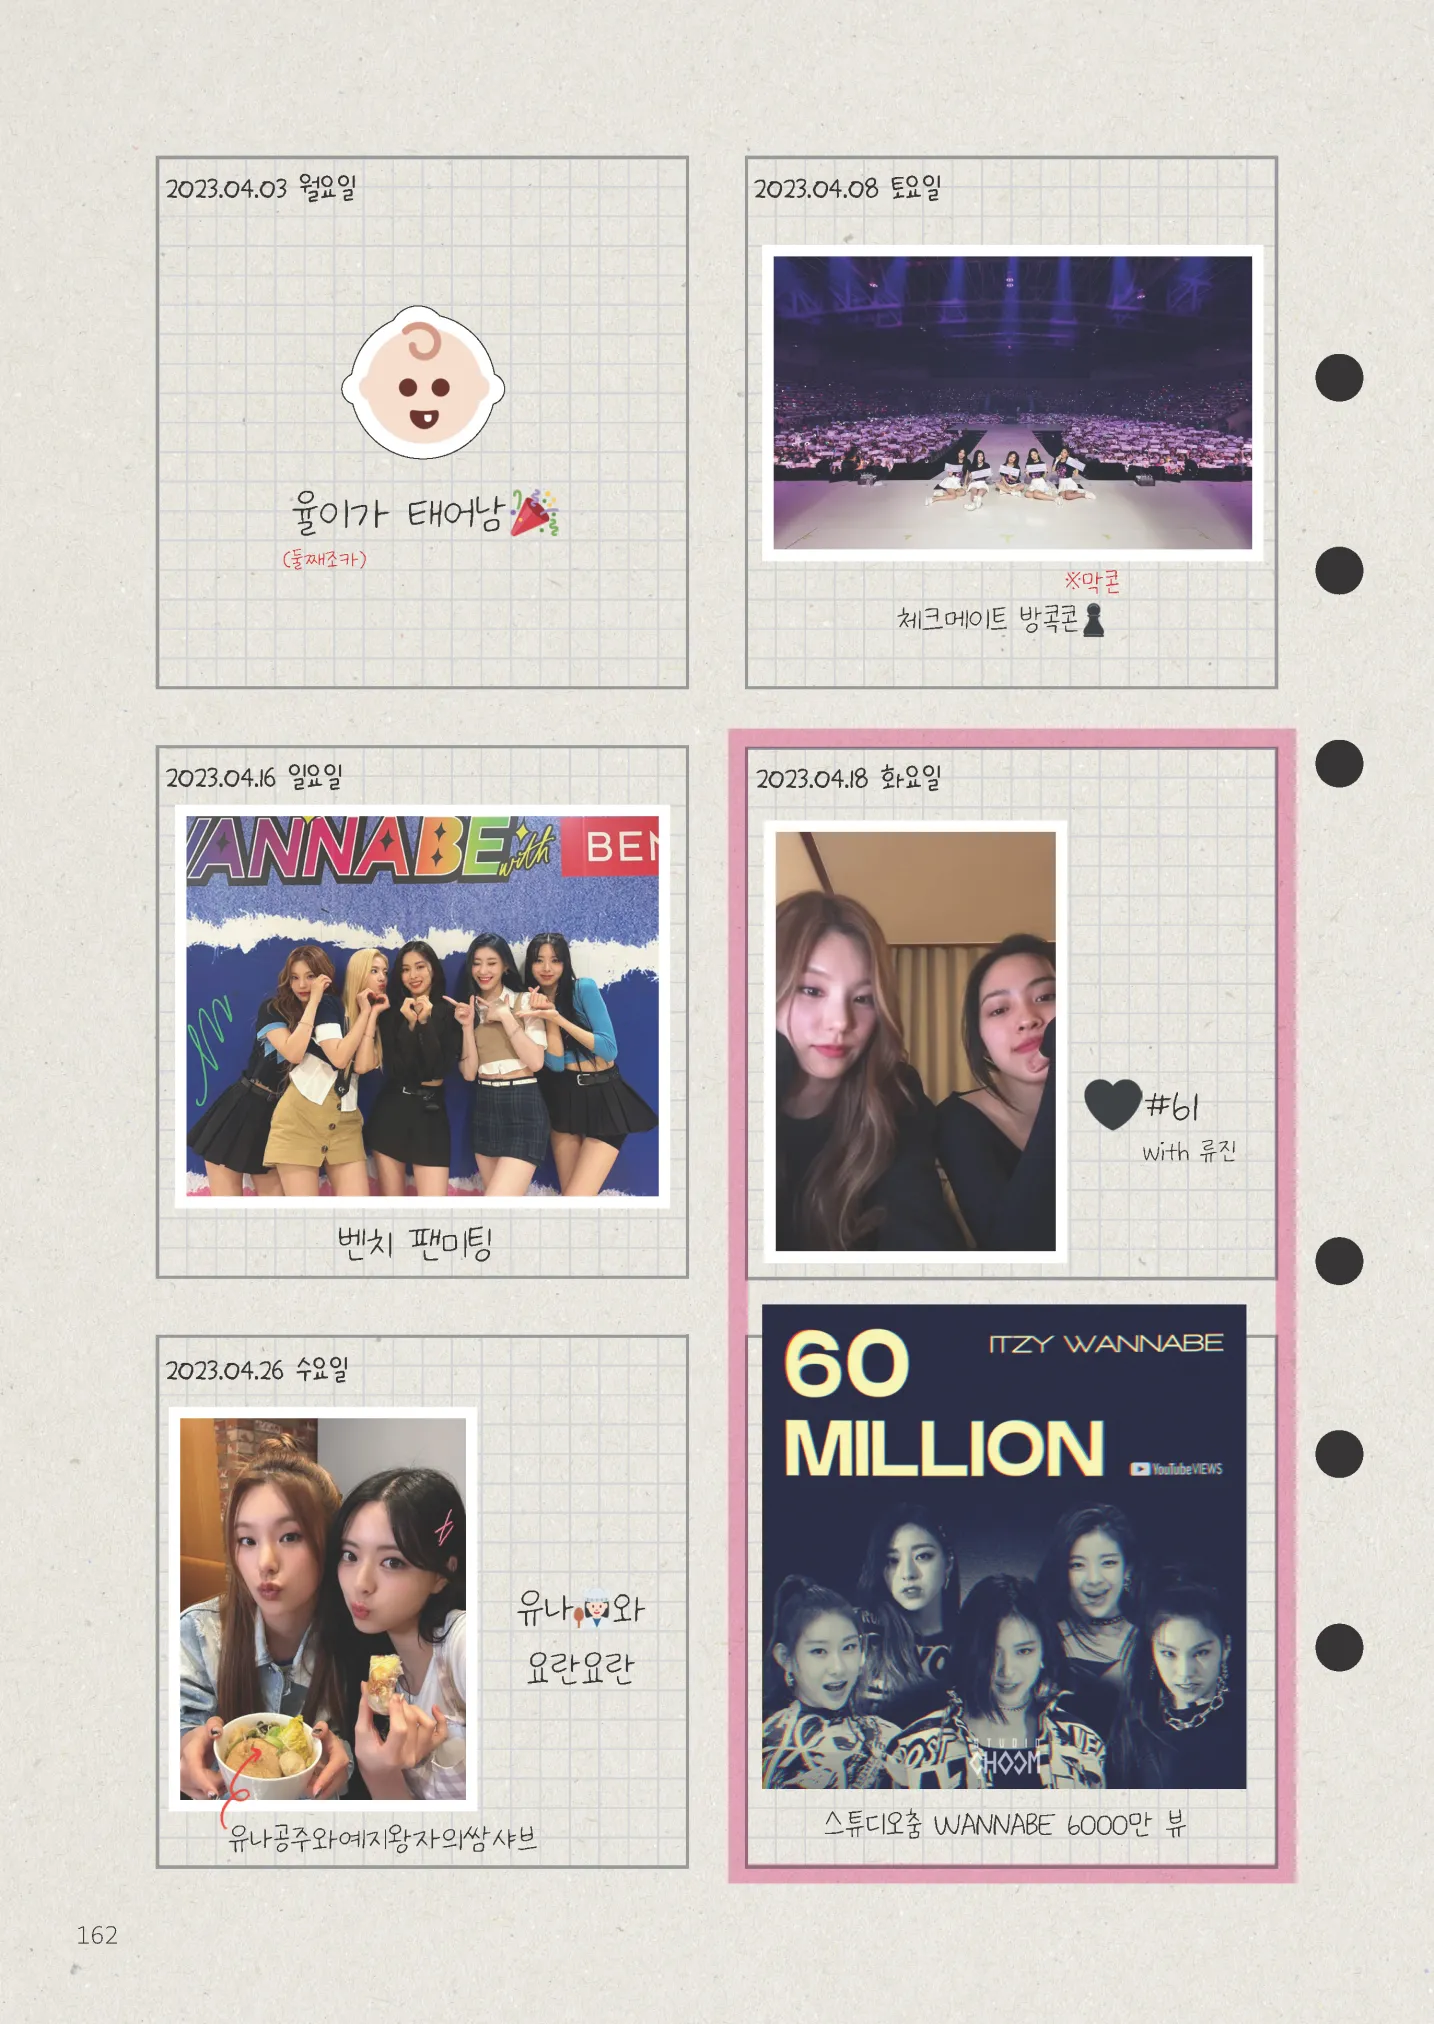 2023.04.03 월요일
율이가 태어남
(둘째조카)
2023.04.08 토요일
※막콘
체크메이트 방콕콘
2023.04.16 일요일
WANNABE with BEN
벤치 팬미팅
2023.04.18 화요일
#61
with 류진
60
MILLION
ITZY WANNABE
YouTube VIEWS
STUDIO
CHOOM
스튜디오춤 WANNABE 6000만 뷰
2023.04.26 수요일
유나와
요란요란
유나공주와예지왕자의쌈샤브
162